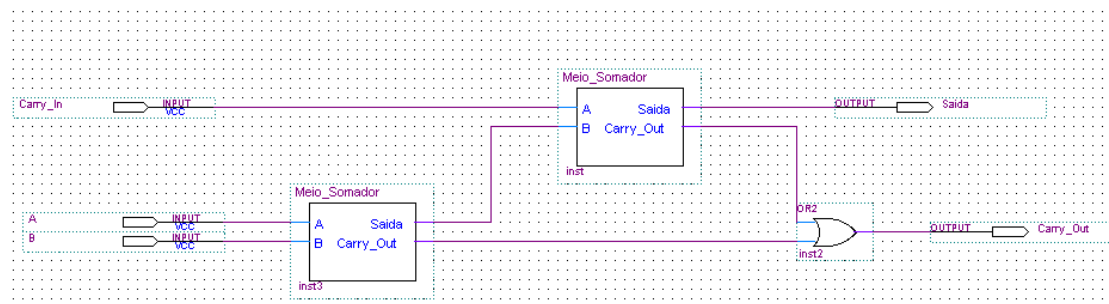 Meio_Somador
Carry_In INPUT VCC
A Saida
B Carry_Out
inst
OUTPUT Saida
Meio_Somador
A INPUT VCC
B INPUT VCC
A Saida
B Carry_Out
inst3
OR2
inst2
OUTPUT Carry_Out